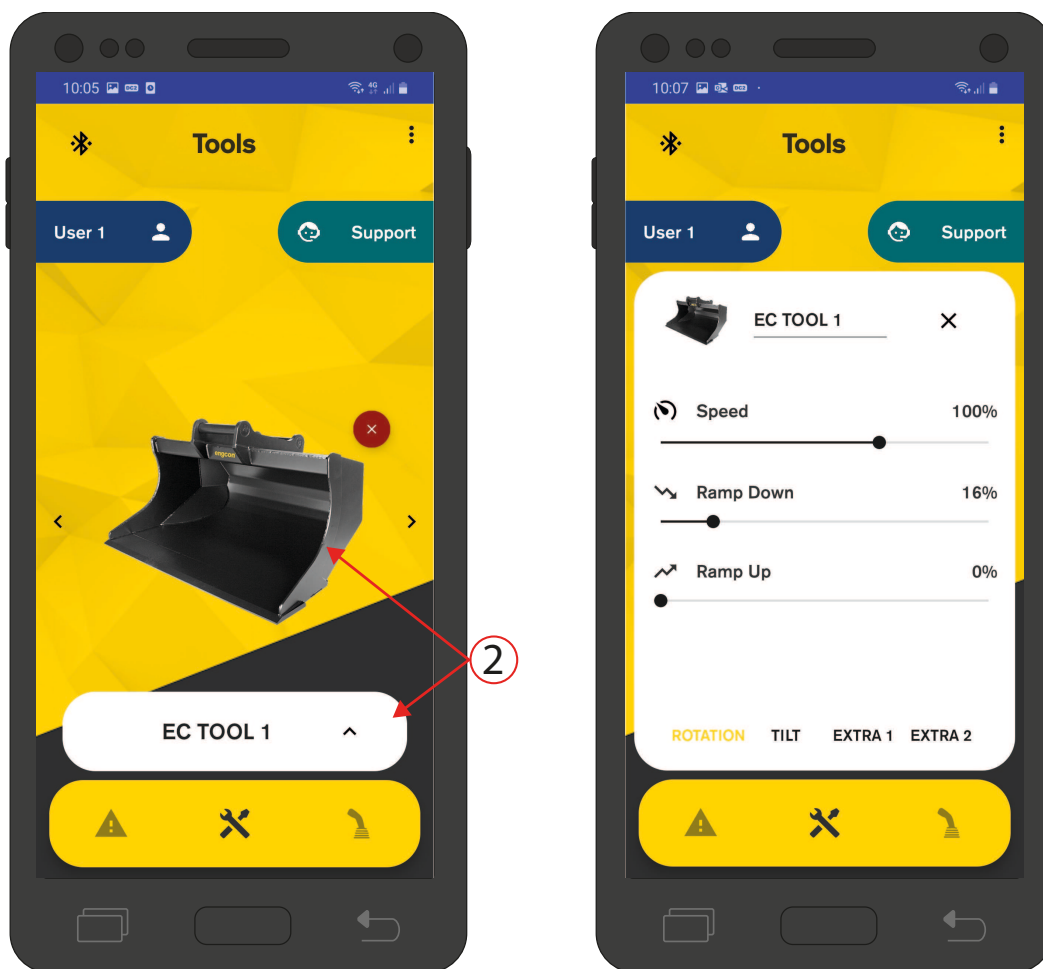 10:05
4G
Tools
User 1
Support
engcon
EC TOOL 1
2
10:07
Tools
User 1
Support
EC TOOL 1
Speed 100%
Ramp Down 16%
Ramp Up 0%
ROTATION TILT EXTRA 1 EXTRA 2